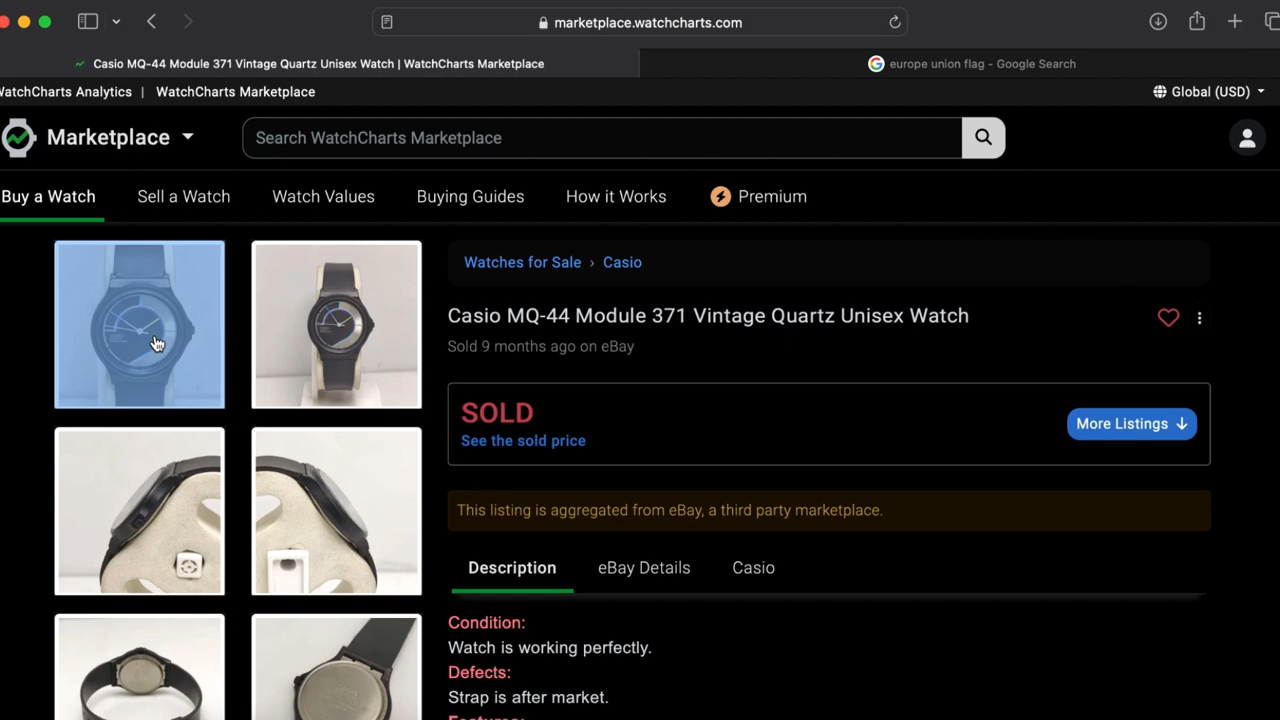 marketplace.watchcharts.com
Casio MQ-44 Module 371 Vintage Quartz Unisex Watch | WatchCharts Marketplace
europe union flag - Google Search
WatchCharts Analytics | WatchCharts Marketplace
Global (USD)
Marketplace
Search WatchCharts Marketplace
Buy a Watch
Sell a Watch
Watch Values
Buying Guides
How it Works
Premium
Watches for Sale › Casio
Casio MQ-44 Module 371 Vintage Quartz Unisex Watch
Sold 9 months ago on eBay
SOLD
See the sold price
More Listings ↓
This listing is aggregated from eBay, a third party marketplace.
Description
eBay Details
Casio
Condition:
Watch is working perfectly.
Defects:
Strap is after market.